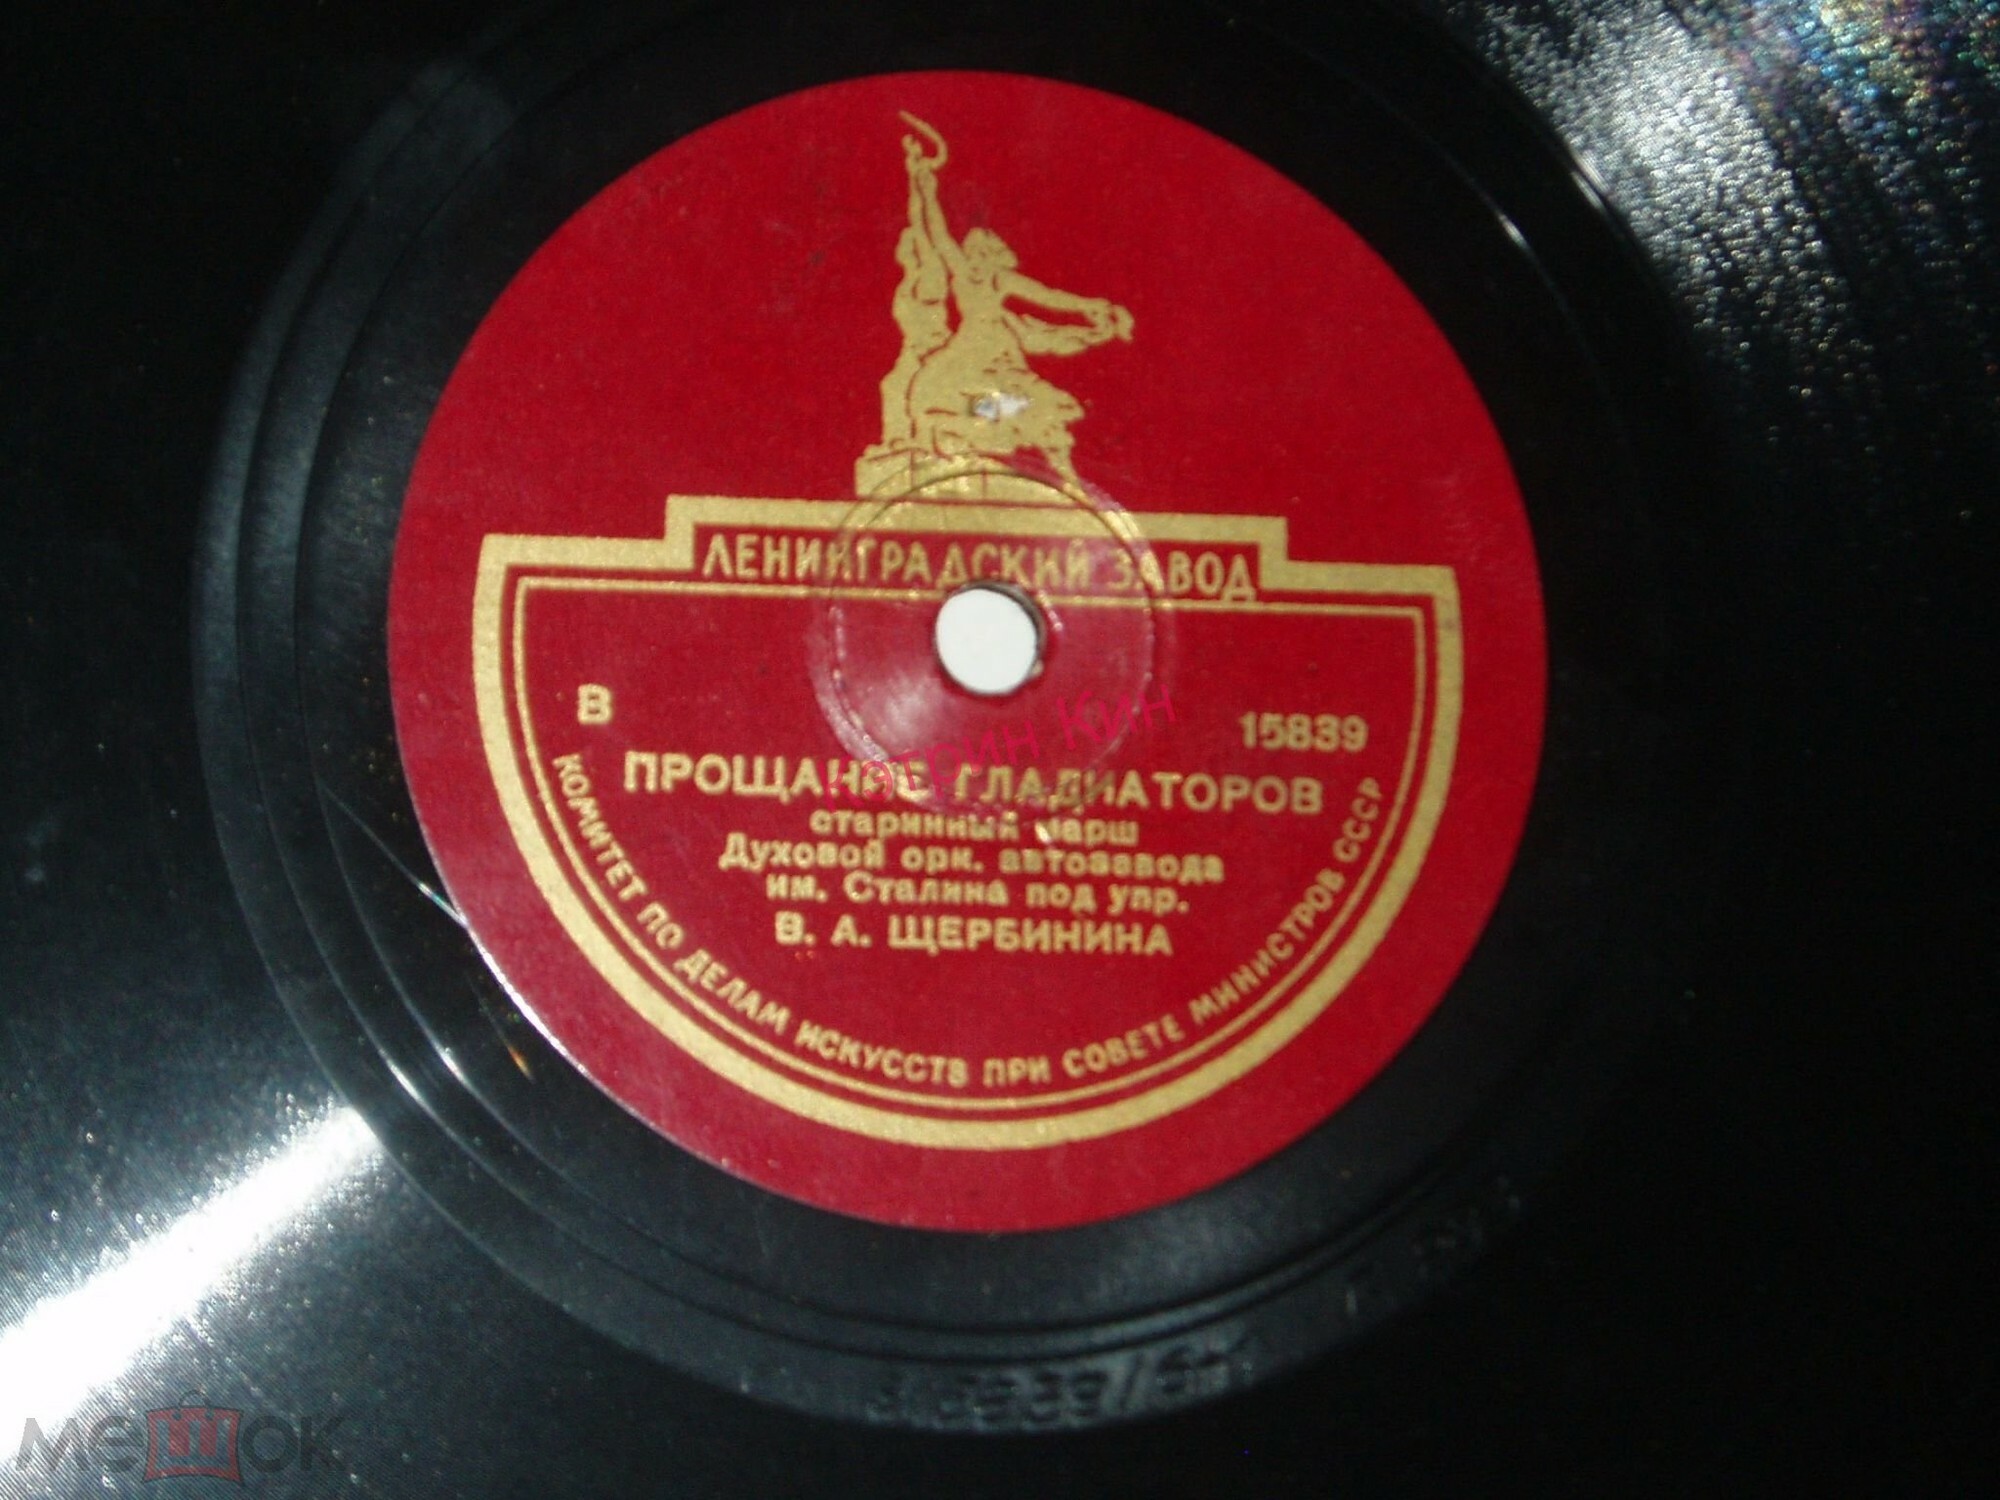 ЛЕНИНГРАДСКИЙ ЗАВОД
В 15839
ПРОЩАНИЕ ГЛАДИАТОРОВ
старинный марш
Духовой орк. автозавода
им. Сталина под упр.
В. А. ЩЕРБИНИНА
КОМИТЕТ ПО ДЕЛАМ ИСКУССТВ ПРИ СОВЕТЕ МИНИСТРОВ СССР
Кэтрин Кин
мешок